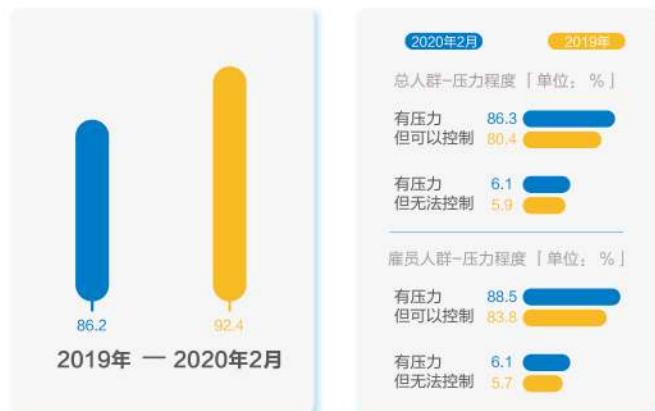 86.2
92.4
2019年 — 2020年2月
2020年2月
2019年
总人群-压力程度「单位：%」
有压力
但可以控制
86.3
80.4
有压力
但无法控制
6.1
5.9
雇员人群-压力程度「单位：%」
有压力
但可以控制
88.5
83.8
有压力
但无法控制
6.1
5.7